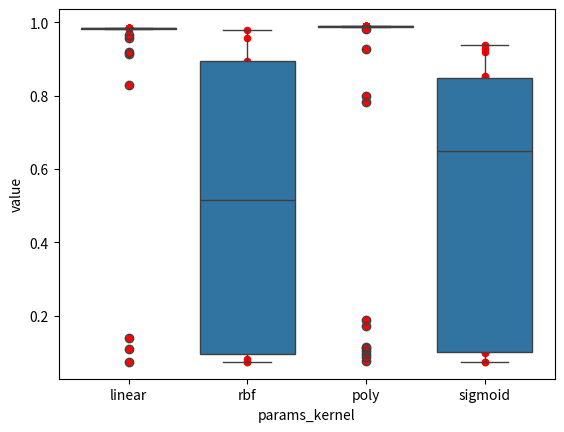 1.0
0.8
0.6
0.4
0.2
value
linear
rbf
poly
sigmoid
params_kernel